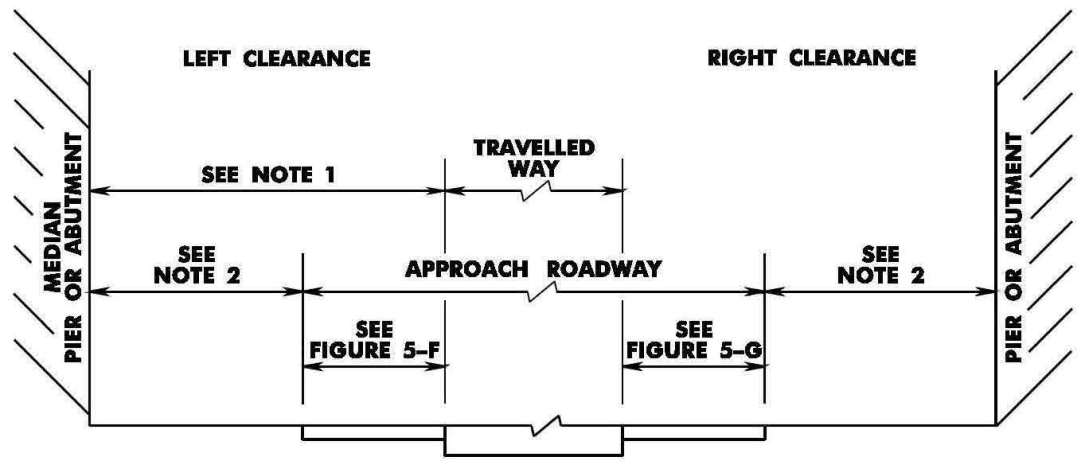 LEFT CLEARANCE
RIGHT CLEARANCE
TRAVELLED
WAY
SEE NOTE 1
MEDIAN
PIER OR ABUTMENT
SEE
NOTE 2
APPROACH ROADWAY
SEE
NOTE 2
PIER OR ABUTMENT
SEE
FIGURE 5-F
SEE
FIGURE 5-G